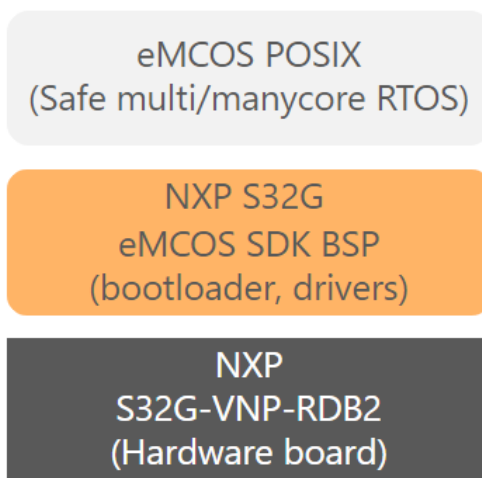 eMCOS POSIX
(Safe multi/manycore RTOS)
NXP S32G
eMCOS SDK BSP
(bootloader, drivers)
NXP
S32G-VNP-RDB2
(Hardware board)